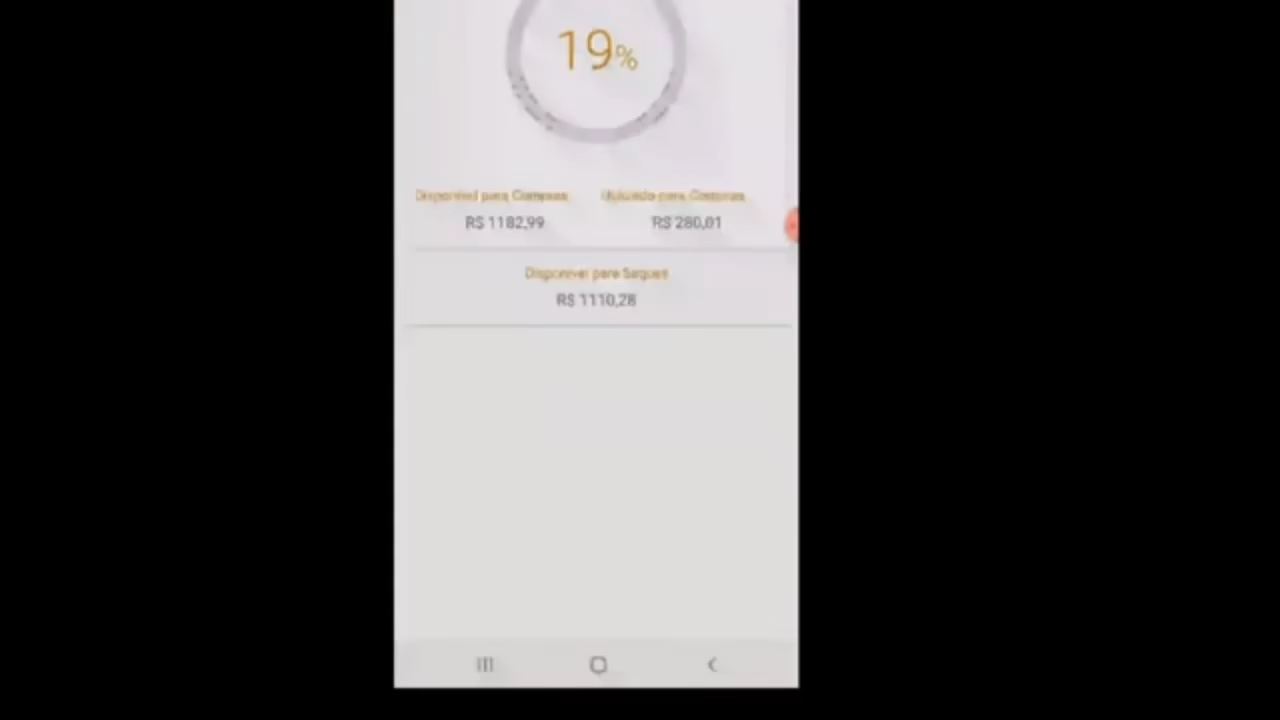 19%
Disponível para Compras Utilizado para Compras
R$ 1182,99 R$ 280,01
Disponível para Saques
R$ 1110,28